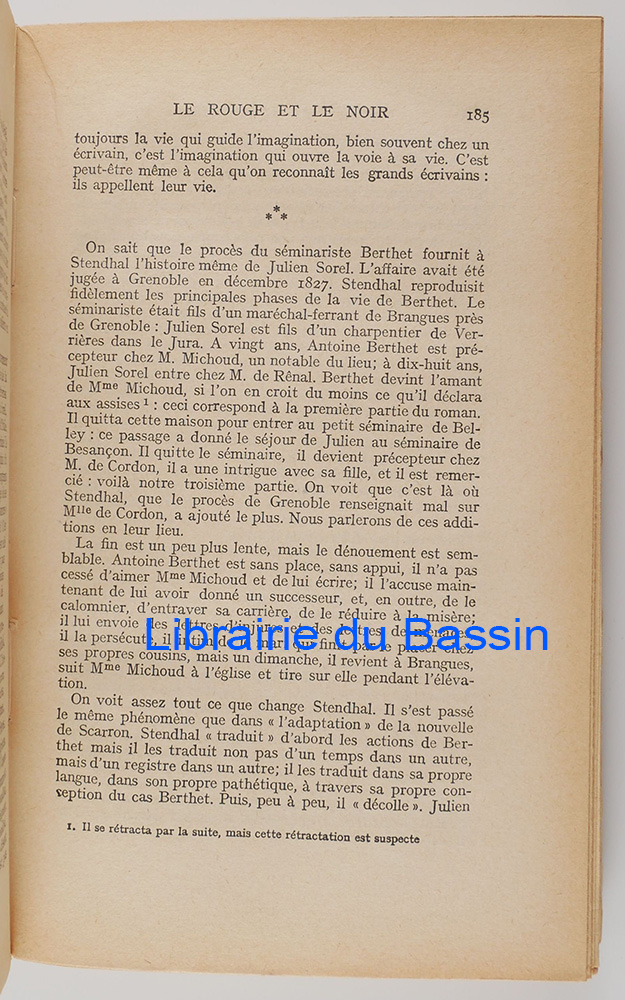 LE ROUGE ET LE NOIR 185
toujours la vie qui guide l'imagination, bien souvent chez un
écrivain, c'est l'imagination qui ouvre la voie à sa vie. C'est
peut-être même à cela qu'on reconnaît les grands écrivains :
ils appellent leur vie.
***
On sait que le procès du séminariste Berthet fournit à
Stendhal l'histoire même de Julien Sorel. L'affaire avait été
jugée à Grenoble en décembre 1827. Stendhal reproduisit
fidèlement les principales phases de la vie de Berthet. Le
séminariste était fils d'un maréchal-ferrant de Brangues près
de Grenoble : Julien Sorel est fils d'un charpentier de Ver-
rières dans le Jura. A vingt ans, Antoine Berthet est pré-
cepteur chez M. Michoud, un notable du lieu; à dix-huit ans,
Julien Sorel entre chez M. de Rênal. Berthet devint l'amant
de Mme Michoud, si l'on en croit du moins ce qu'il déclara
aux assises 1 : ceci correspond à la première partie du roman.
Il quitta cette maison pour entrer au petit séminaire de Bel-
ley : ce passage a donné le séjour de Julien au séminaire de
Besançon. Il quitte le séminaire, il devient précepteur chez
M. de Cordon, il a une intrigue avec sa fille, et il est remer-
cié : voilà notre troisième partie. On voit que c'est là où
Stendhal, que le procès de Grenoble renseignait mal sur
Mlle de Cordon, a ajouté le plus. Nous parlerons de ces addi-
tions en leur lieu.
La fin est un peu plus lente, mais le dénouement est sem-
blable. Antoine Berthet est sans place, sans appui, il n'a pas
cessé d'aimer Mme Michoud et de lui écrire; il l'accuse main-
tenant de lui avoir donné un successeur, et, en outre, de le
calomnier, d'entraver sa carrière, de le réduire à la misère;
il lui envoie des lettres d'injures et des lettres de menaces,
il la persécute, il intimide le mari qui finit par le placer chez
Librairie du Bassin
ses propres cousins, mais un dimanche, il revient à Brangues,
suit Mme Michoud à l'église et tire sur elle pendant l'éléva-
tion.
On voit assez tout ce que change Stendhal. Il s'est passé
le même phénomène que dans « l'adaptation » de la nouvelle
de Scarron. Stendhal « traduit » d'abord les actions de Ber-
thet mais il les traduit non pas d'un temps dans un autre,
mais d'un registre dans un autre; il les traduit dans sa propre
langue, dans son propre pathétique, à travers sa propre con-
ception du cas Berthet. Puis, peu à peu, il « décolle ». Julien
1. Il se rétracta par la suite, mais cette rétractation est suspecte